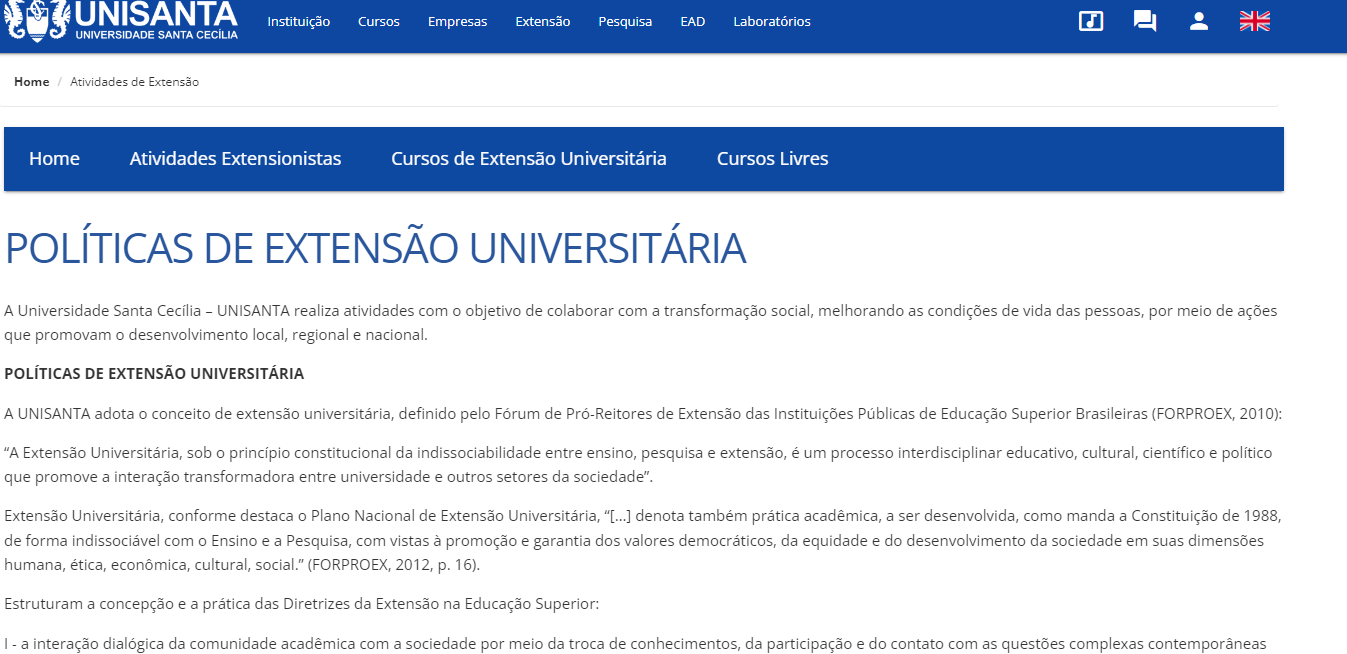 UNISANTA
UNIVERSIDADE SANTA CECÍLIA
Instituição Cursos Empresas Extensão Pesquisa EAD Laboratórios
Home / Atividades de Extensão
Home Atividades Extensionistas Cursos de Extensão Universitária Cursos Livres
POLÍTICAS DE EXTENSÃO UNIVERSITÁRIA
A Universidade Santa Cecília – UNISANTA realiza atividades com o objetivo de colaborar com a transformação social, melhorando as condições de vida das pessoas, por meio de ações
que promovam o desenvolvimento local, regional e nacional.
POLÍTICAS DE EXTENSÃO UNIVERSITÁRIA
A UNISANTA adota o conceito de extensão universitária, definido pelo Fórum de Pró-Reitores de Extensão das Instituições Públicas de Educação Superior Brasileiras (FORPROEX, 2010):
“A Extensão Universitária, sob o princípio constitucional da indissociabilidade entre ensino, pesquisa e extensão, é um processo interdisciplinar educativo, cultural, científico e político
que promove a interação transformadora entre universidade e outros setores da sociedade”.
Extensão Universitária, conforme destaca o Plano Nacional de Extensão Universitária, “[...] denota também prática acadêmica, a ser desenvolvida, como manda a Constituição de 1988,
de forma indissociável com o Ensino e a Pesquisa, com vistas à promoção e garantia dos valores democráticos, da equidade e do desenvolvimento da sociedade em suas dimensões
humana, ética, econômica, cultural, social.” (FORPROEX, 2012, p. 16).
Estruturam a concepção e a prática das Diretrizes da Extensão na Educação Superior:
I - a interação dialógica da comunidade acadêmica com a sociedade por meio da troca de conhecimentos, da participação e do contato com as questões complexas contemporâneas